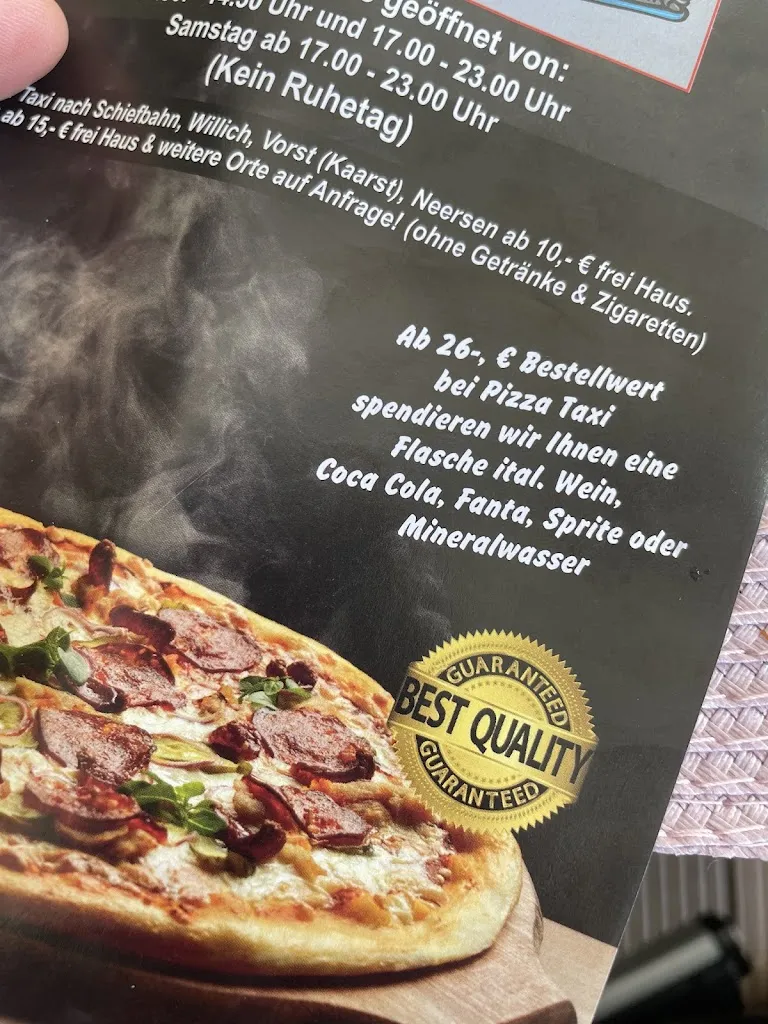 geöffnet von:
14.30 Uhr und 17.00 - 23.00 Uhr
Samstag ab 17.00 - 23.00 Uhr
(Kein Ruhetag)
Taxi nach Schiefbahn, Willich, Vorst (Kaarst), Neersen ab 10,- € frei Haus.
ab 15,- € frei Haus & weitere Orte auf Anfrage! (ohne Getränke & Zigaretten)
Ab 26-, € Bestellwert
bei Pizza Taxi
spendieren wir Ihnen eine
Flasche ital. Wein,
Coca Cola, Fanta, Sprite oder
Mineralwasser
GUARANTEED
BEST QUALITY
GUARANTEED